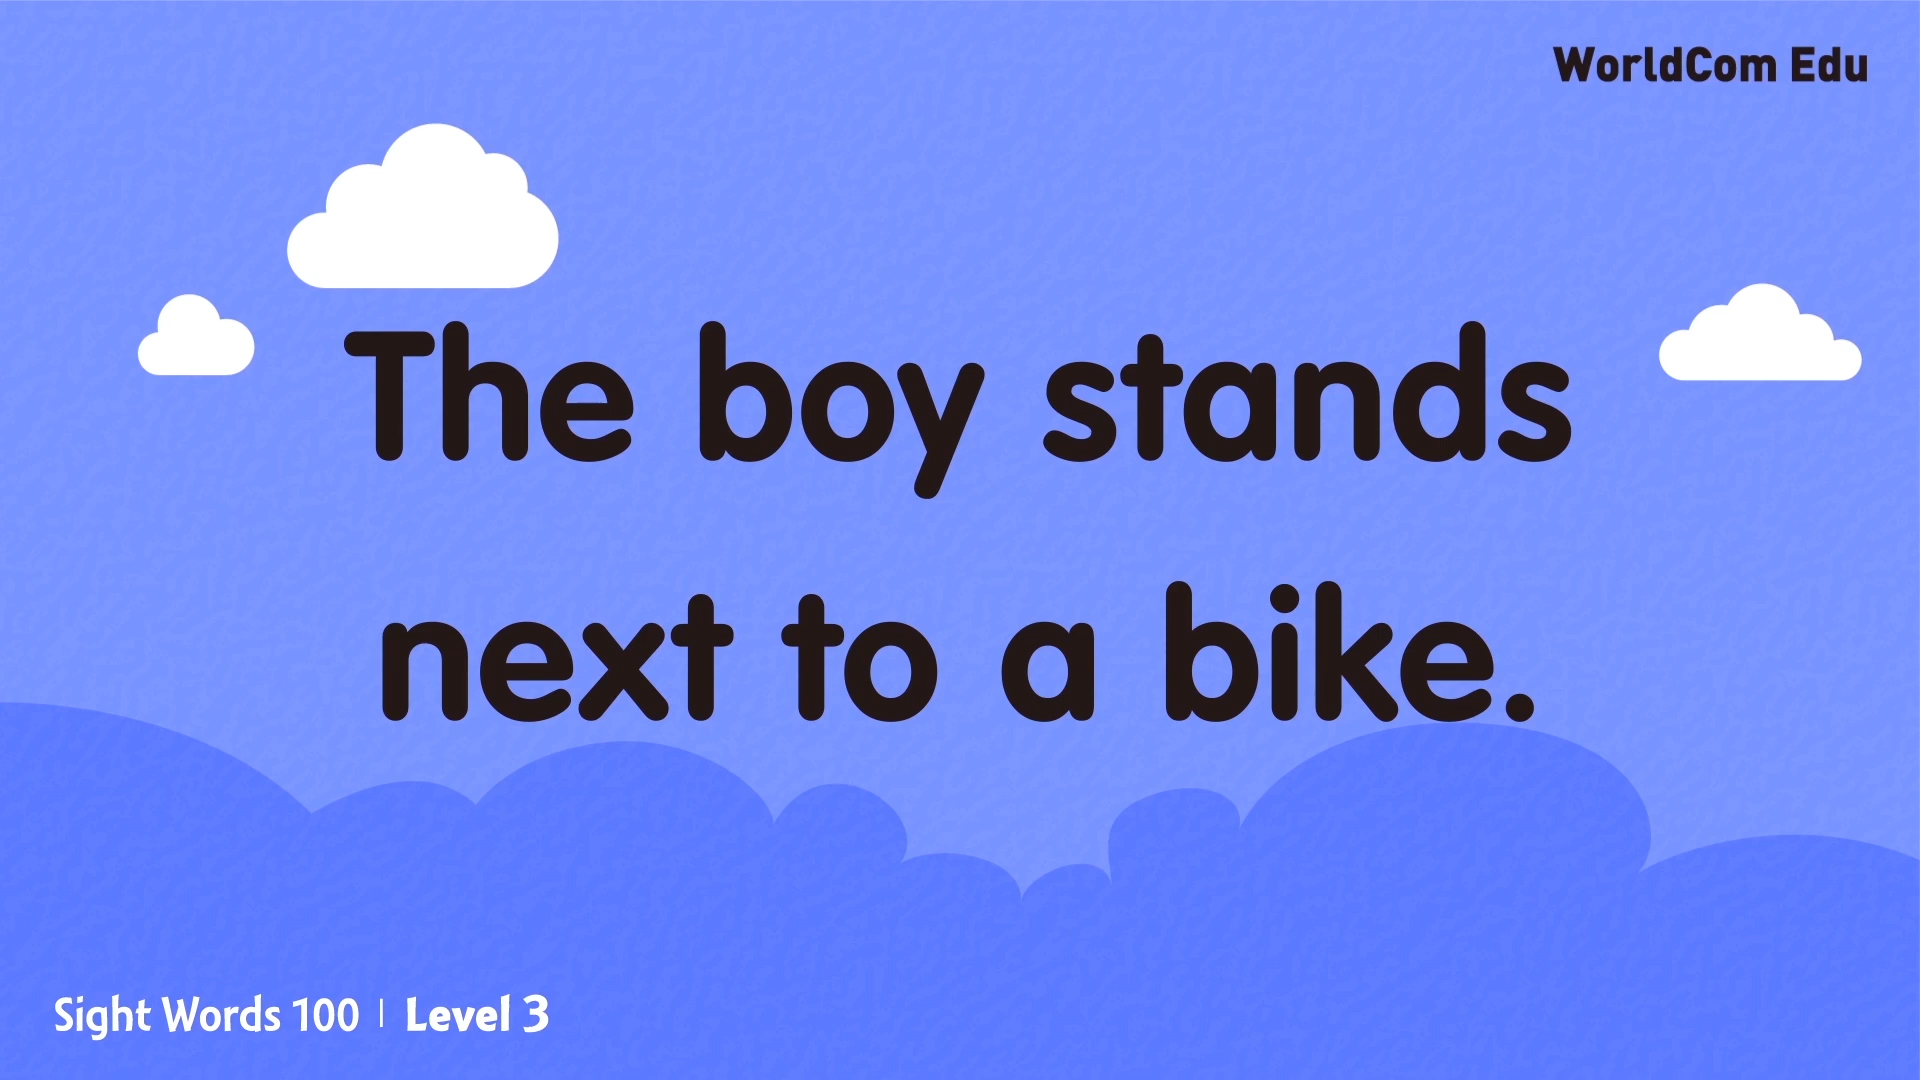 WorldCom Edu
The boy stands
next to a bike.
Sight Words 100 | Level 3